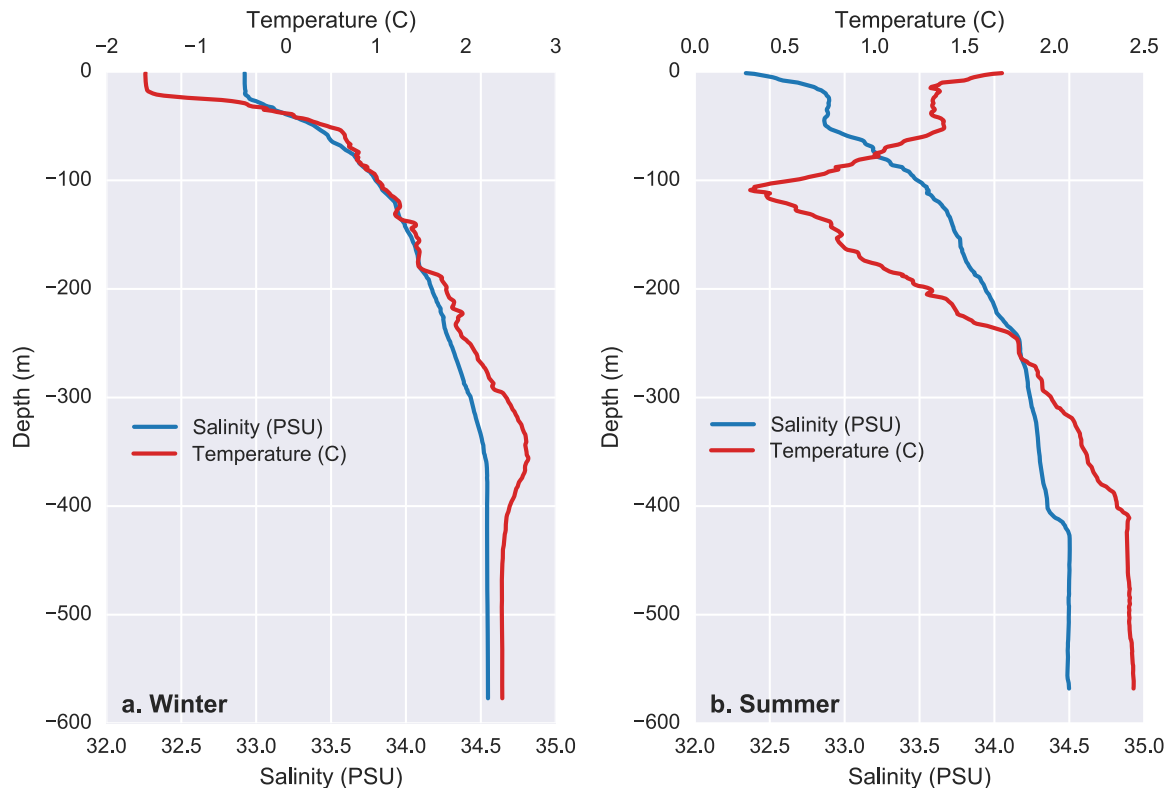 Temperature (C)
−2 −1 0 1 2 3
0
−100
−200
−300
−400
−500
−600
Depth (m)
Salinity (PSU)
Temperature (C)
a. Winter
32.0 32.5 33.0 33.5 34.0 34.5 35.0
Salinity (PSU)
Temperature (C)
0.0 0.5 1.0 1.5 2.0 2.5
0
−100
−200
−300
−400
−500
−600
Depth (m)
Salinity (PSU)
Temperature (C)
b. Summer
32.0 32.5 33.0 33.5 34.0 34.5 35.0
Salinity (PSU)